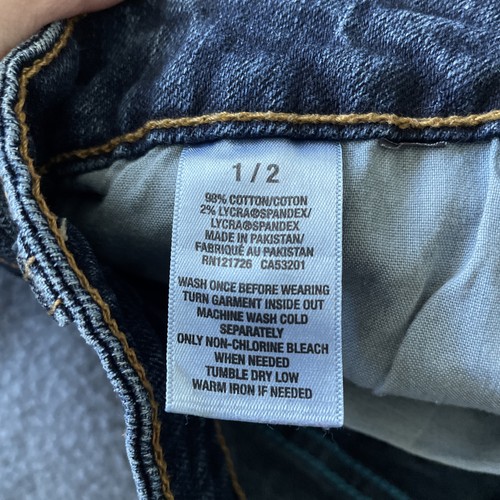 1 / 2
98% COTTON/COTON
2% LYCRA®SPANDEX/
LYCRA®SPANDEX
MADE IN PAKISTAN/
FABRIQUÉ AU PAKISTAN
RN121726 CA53201
WASH ONCE BEFORE WEARING
TURN GARMENT INSIDE OUT
MACHINE WASH COLD
SEPARATELY
ONLY NON-CHLORINE BLEACH
WHEN NEEDED
TUMBLE DRY LOW
WARM IRON IF NEEDED